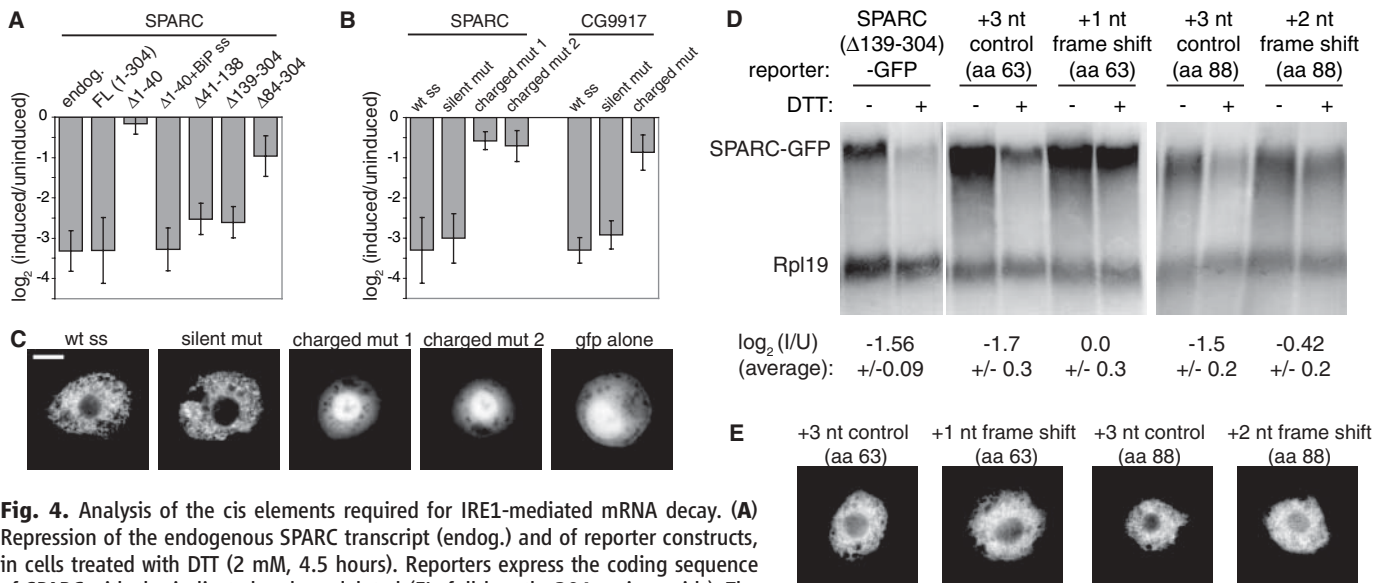 A
SPARC
endog.
FL (1-304)
Δ1-40
Δ1-40+BiP ss
Δ41-138
Δ139-304
Δ84-304
0
-1
-2
-3
-4
log2 (induced/uninduced)
B
SPARC
CG9917
wt ss
silent mut
charged mut 1
charged mut 2
wt ss
silent mut
charged mut
0
-1
-2
-3
-4
log2 (induced/uninduced)
C
wt ss
silent mut
charged mut 1
charged mut 2
gfp alone
D
SPARC +3 nt +1 nt +3 nt +2 nt
(Δ139-304) control frame shift control frame shift
reporter: -GFP (aa 63) (aa 63) (aa 88) (aa 88)
DTT: - + - + - + - + - +
SPARC-GFP
Rpl19
log2 (I/U) -1.56 -1.7 0.0 -1.5 -0.42
(average): +/-0.09 +/- 0.3 +/- 0.3 +/- 0.2 +/- 0.2
E
+3 nt control +1 nt frame shift +3 nt control +2 nt frame shift
(aa 63) (aa 63) (aa 88) (aa 88)
Fig. 4. Analysis of the cis elements required for IRE1-mediated mRNA decay. (A)
Repression of the endogenous SPARC transcript (endog.) and of reporter constructs,
in cells treated with DTT (2 mM, 4.5 hours). Reporters express the coding sequence